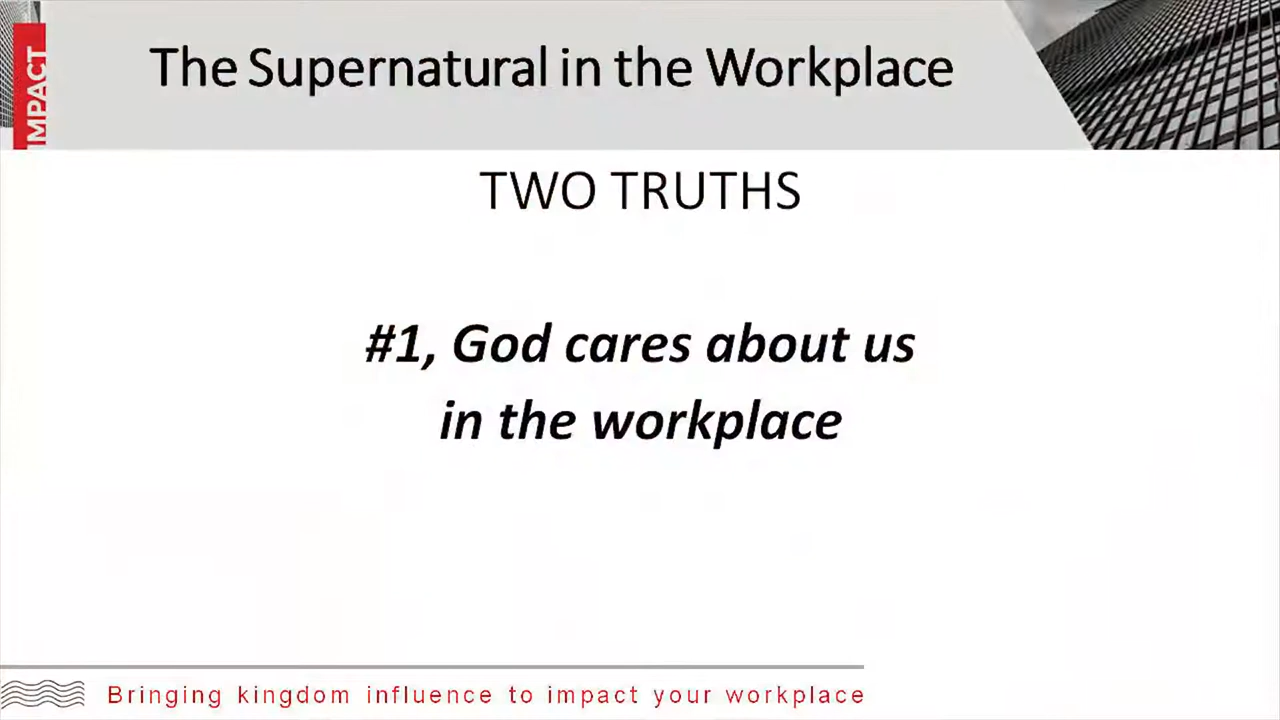 IMPACT
The Supernatural in the Workplace
TWO TRUTHS
#1, God cares about us
in the workplace
Bringing kingdom influence to impact your workplace